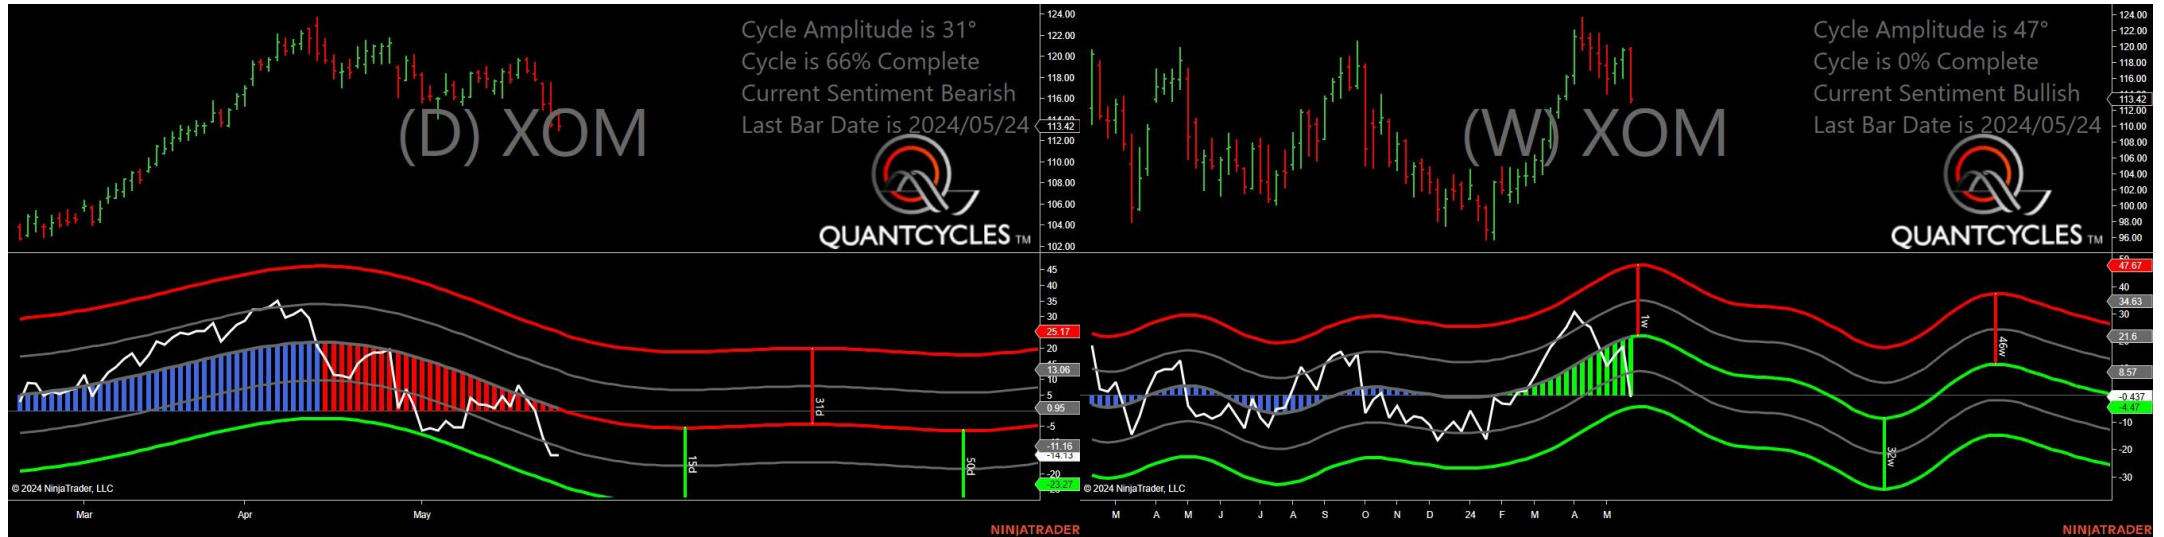 Cycle Amplitude is 31°
Cycle is 66% Complete
Current Sentiment Bearish
Last Bar Date is 2024/05/24
(D) XOM
QUANTCYCLES TM
124.00
122.00
120.00
118.00
116.00
113.42
112.00
110.00
108.00
106.00
104.00
102.00
45
40
35
30
25.17
20
13.06
10
5
0.95
-5
-11.16
-14.13
-20
-23.27
31d
15d
50d
© 2024 NinjaTrader, LLC
Mar Apr May
NINJATRADER
Cycle Amplitude is 47°
Cycle is 0% Complete
Current Sentiment Bullish
Last Bar Date is 2024/05/24
(W) XOM
QUANTCYCLES TM
124.00
122.00
120.00
118.00
116.00
113.42
112.00
110.00
108.00
106.00
104.00
102.00
100.00
98.00
96.00
47.67
40
34.63
30
21.6
8.57
-0.437
-4.47
-10
-20
-30
1w
46w
32w
© 2024 NinjaTrader, LLC
M A M J J A S O N D 24 F M A M
NINJATRADER